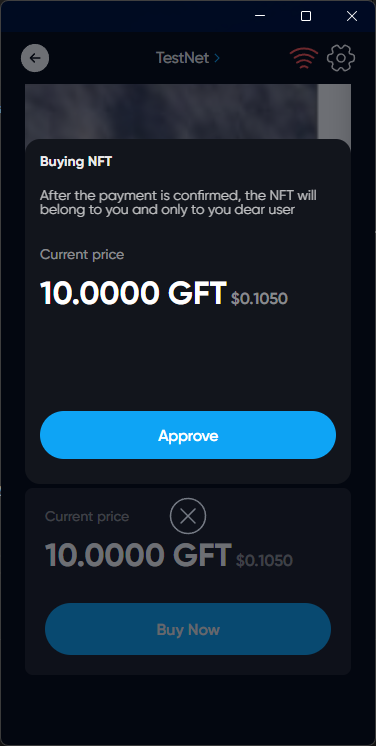 TestNet
Buying NFT
After the payment is confirmed, the NFT will
belong to you and only to you dear user
Current price
10.0000 GFT $0.1050
Approve
Current price
10.0000 GFT $0.1050
Buy Now